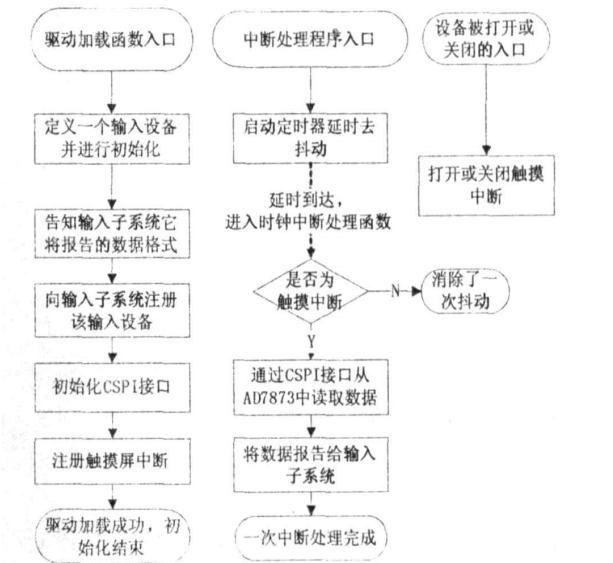 驱动加载函数入口
定义一个输入设备
并进行初始化
告知输入子系统它
将报告的数据格式
向输入子系统注册
该输入设备
初始化CSPI接口
注册触摸屏中断
驱动加载成功，初
始化结束
中断处理程序入口
启动定时器延时去
抖动
延时到达，
进入时钟中断处理函数
是否为
触摸中断
N
消除了一
次抖动
Y
通过CSPI接口从
AD7873中读取数据
将数据报告给输入
子系统
一次中断处理完成
设备被打开或
关闭的入口
打开或关闭触摸
中断